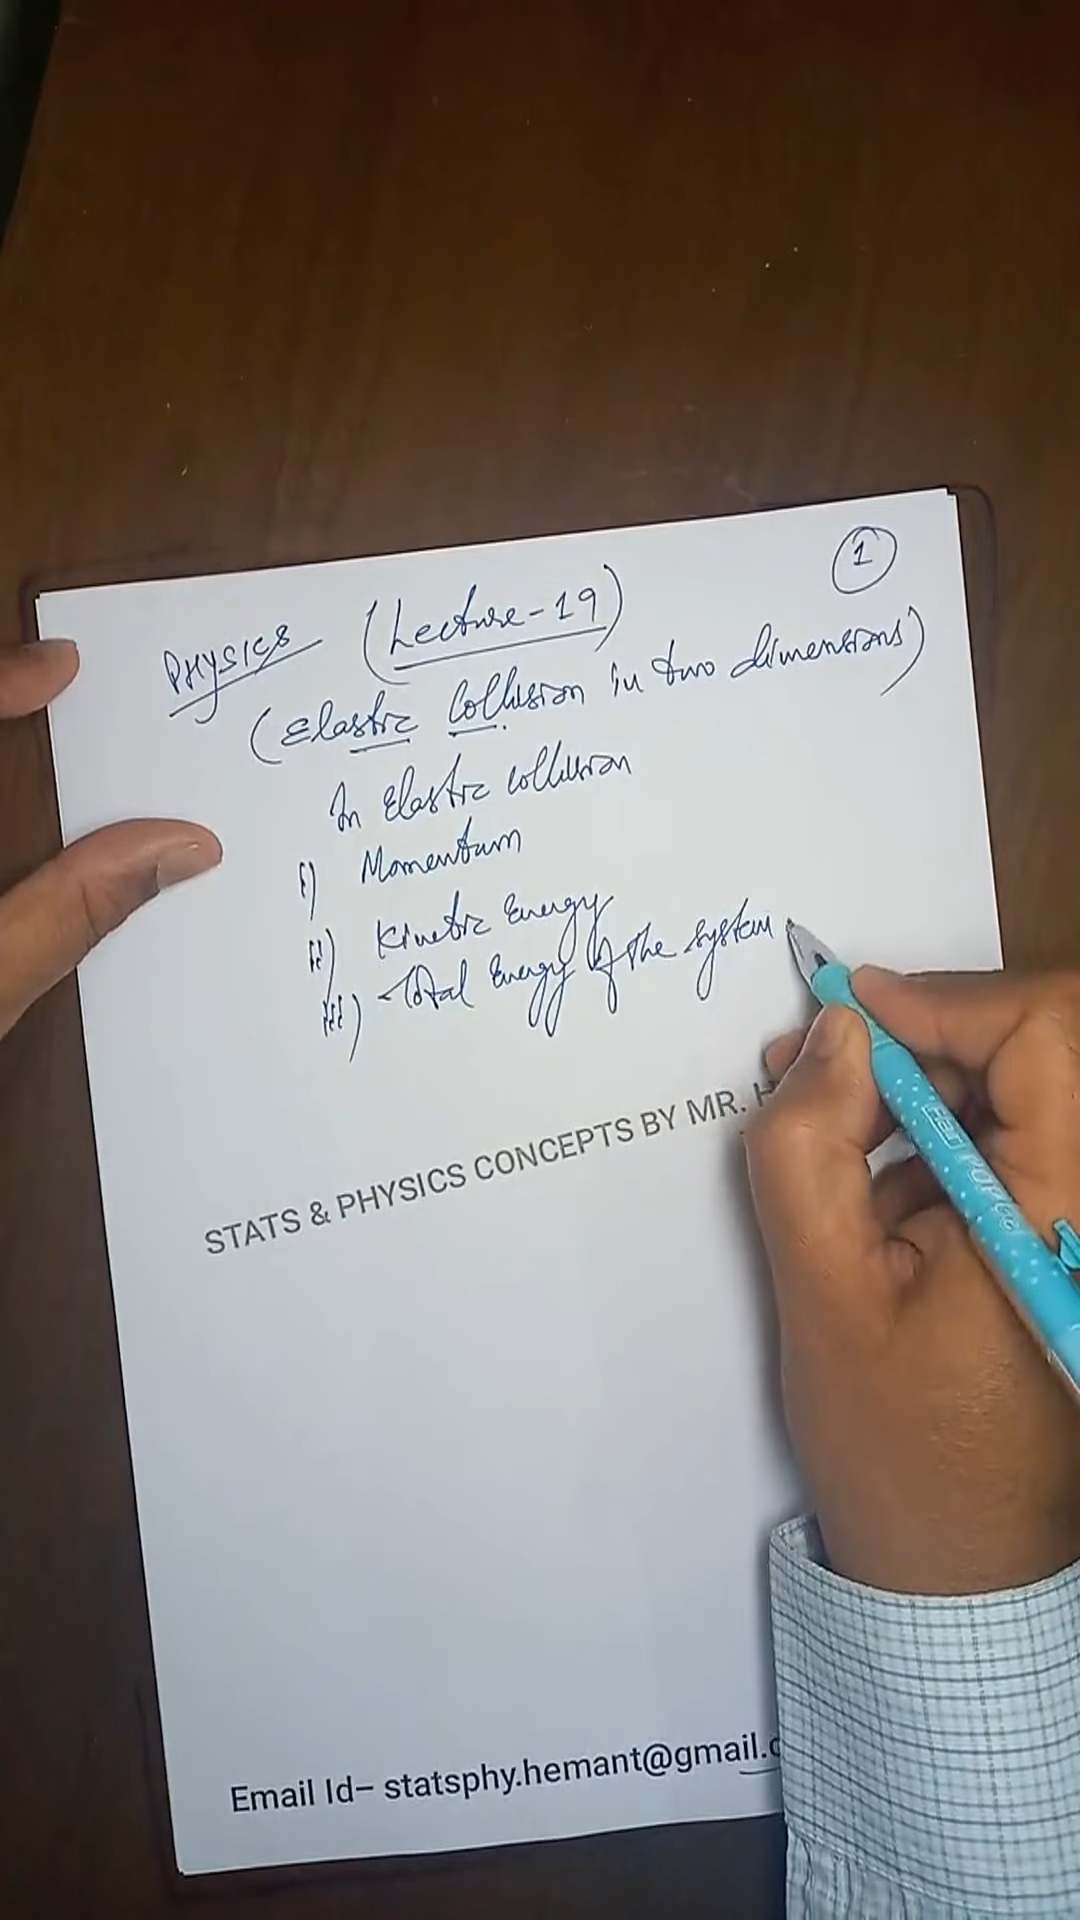 1
Physics (Lecture-19)
(Elastic Collision in two dimensions)
In Elastic collision
i) Momentum
ii) Kinetic Energy
iii) Total Energy of the system
STATS & PHYSICS CONCEPTS BY MR. H
Email Id– statsphy.hemant@gmail.c